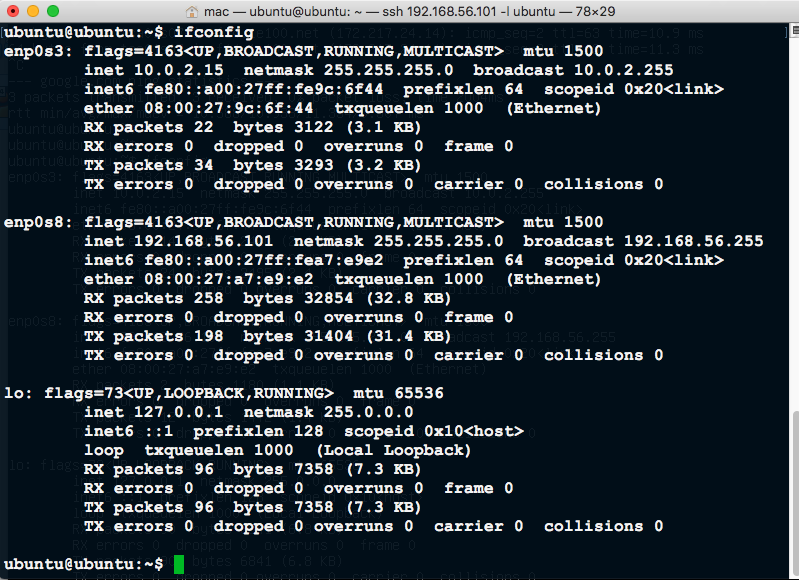 mac — ubuntu@ubuntu: ~ — ssh 192.168.56.101 -l ubuntu — 78×29
ubuntu@ubuntu:~$ ifconfig
enp0s3: flags=4163<UP,BROADCAST,RUNNING,MULTICAST>  mtu 1500
        inet 10.0.2.15  netmask 255.255.255.0  broadcast 10.0.2.255
        inet6 fe80::a00:27ff:fe9c:6f44  prefixlen 64  scopeid 0x20<link>
        ether 08:00:27:9c:6f:44  txqueuelen 1000  (Ethernet)
        RX packets 22  bytes 3122 (3.1 KB)
        RX errors 0  dropped 0  overruns 0  frame 0
        TX packets 34  bytes 3293 (3.2 KB)
        TX errors 0  dropped 0 overruns 0  carrier 0  collisions 0

enp0s8: flags=4163<UP,BROADCAST,RUNNING,MULTICAST>  mtu 1500
        inet 192.168.56.101  netmask 255.255.255.0  broadcast 192.168.56.255
        inet6 fe80::a00:27ff:fea7:e9e2  prefixlen 64  scopeid 0x20<link>
        ether 08:00:27:a7:e9:e2  txqueuelen 1000  (Ethernet)
        RX packets 258  bytes 32854 (32.8 KB)
        RX errors 0  dropped 0  overruns 0  frame 0
        TX packets 198  bytes 31404 (31.4 KB)
        TX errors 0  dropped 0 overruns 0  carrier 0  collisions 0

lo: flags=73<UP,LOOPBACK,RUNNING>  mtu 65536
        inet 127.0.0.1  netmask 255.0.0.0
        inet6 ::1  prefixlen 128  scopeid 0x10<host>
        loop  txqueuelen 1000  (Local Loopback)
        RX packets 96  bytes 7358 (7.3 KB)
        RX errors 0  dropped 0  overruns 0  frame 0
        TX packets 96  bytes 7358 (7.3 KB)
        TX errors 0  dropped 0 overruns 0  carrier 0  collisions 0

ubuntu@ubuntu:~$